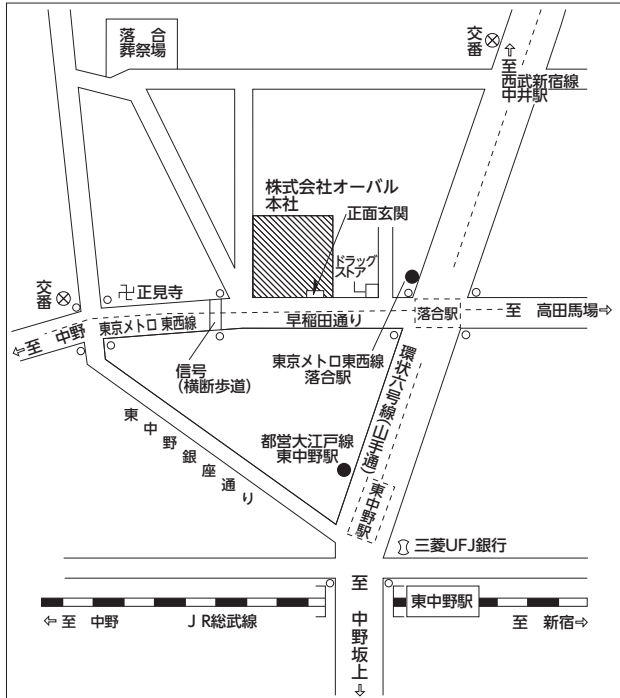 落合
葬祭場
交番
至
西武新宿線
中井駅
株式会社オーバル
本社
正面玄関
ドラッグ
ストア
交番
卍正見寺
至 中野
東京メトロ 東西線
早稲田通り
落合駅
至 高田馬場
信号
(横断歩道)
東京メトロ東西線
落合駅
環状六号線(山手通)
東中野銀座通り
都営大江戸線
東中野駅
東中野駅
三菱UFJ銀行
至 中野坂上
東中野駅
至 中野
JR総武線
至 新宿